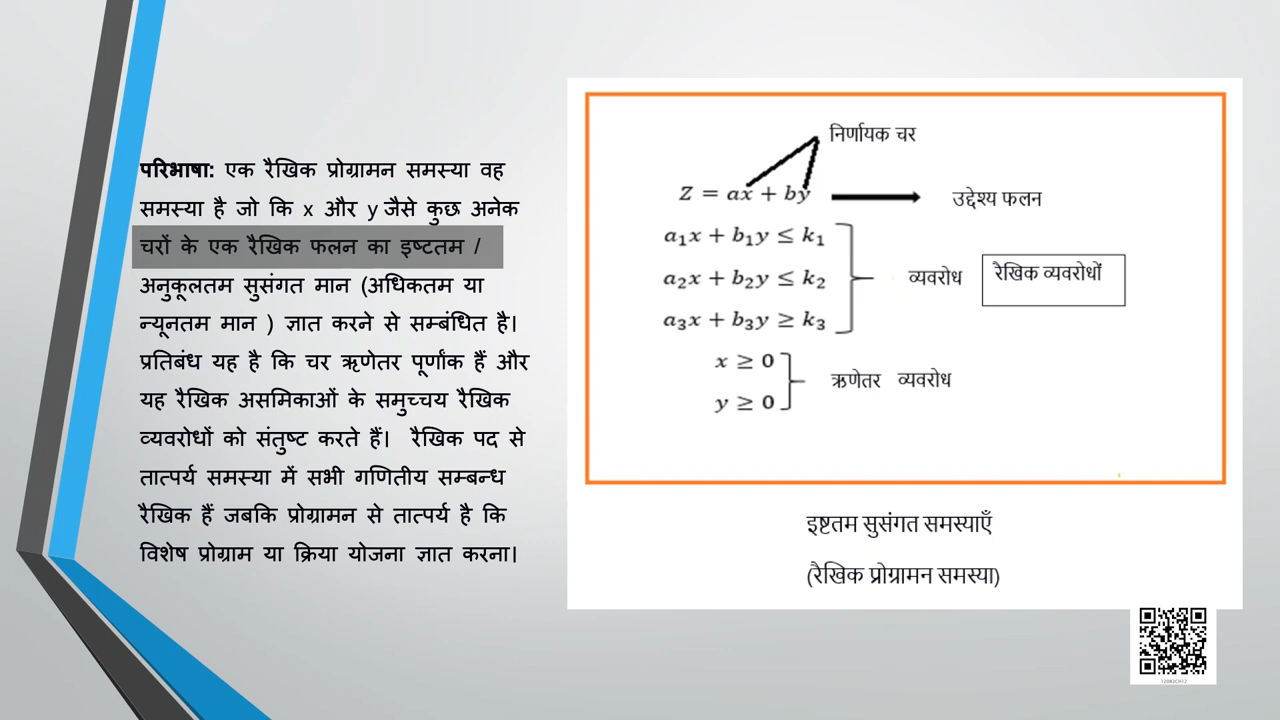 परिभाषा: एक रैखिक प्रोग्रामन समस्या वह
समस्या है जो कि x और y जैसे कुछ अनेक
चरों के एक रैखिक फलन का इष्टतम /
अनुकूलतम सुसंगत मान (अधिकतम या
न्यूनतम मान ) ज्ञात करने से सम्बंधित है।
प्रतिबंध यह है कि चर ऋणेतर पूर्णांक हैं और
यह रैखिक असमिकाओं के समुच्चय रैखिक
व्यवरोधों को संतुष्ट करते हैं। रैखिक पद से
तात्पर्य समस्या में सभी गणितीय सम्बन्ध
रैखिक हैं जबकि प्रोग्रामन से तात्पर्य है कि
विशेष प्रोग्राम या क्रिया योजना ज्ञात करना।
निर्णायक चर
Z = ax + by
उद्देश्य फलन
a₁x + b₁y ≤ k₁
a₂x + b₂y ≤ k₂
व्यवरोध
रैखिक व्यवरोधों
a₃x + b₃y ≥ k₃
x ≥ 0
ऋणेतर व्यवरोध
y ≥ 0
इष्टतम सुसंगत समस्याएँ
(रैखिक प्रोग्रामन समस्या)